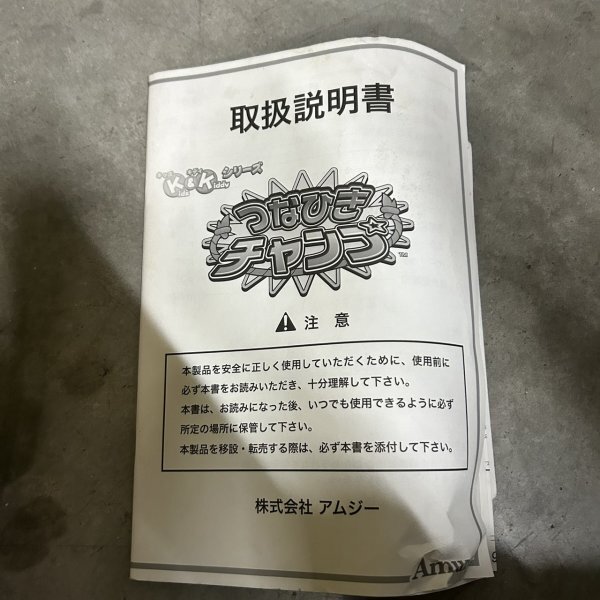 取扱説明書
K&Kシリーズ
Kids Kiddy
つなひき
チャンプ
TM
注意
本製品を安全に正しく使用していただくために、使用前に
必ず本書をお読みいただき、十分理解して下さい。
本書は、お読みになった後、いつでも使用できるように必ず
所定の場所に保管して下さい。
本製品を移設・転売する際は、必ず本書を添付して下さい。
株式会社 アムジー